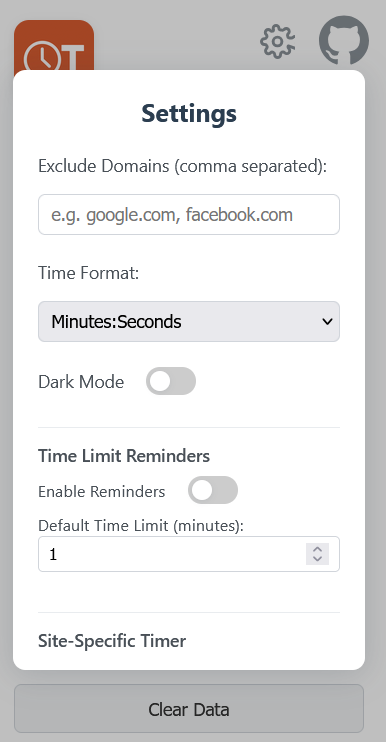 OT
Settings
Exclude Domains (comma separated):
e.g. google.com, facebook.com
Time Format:
Minutes:Seconds
Dark Mode
Time Limit Reminders
Enable Reminders
Default Time Limit (minutes):
1
Site-Specific Timer
Clear Data